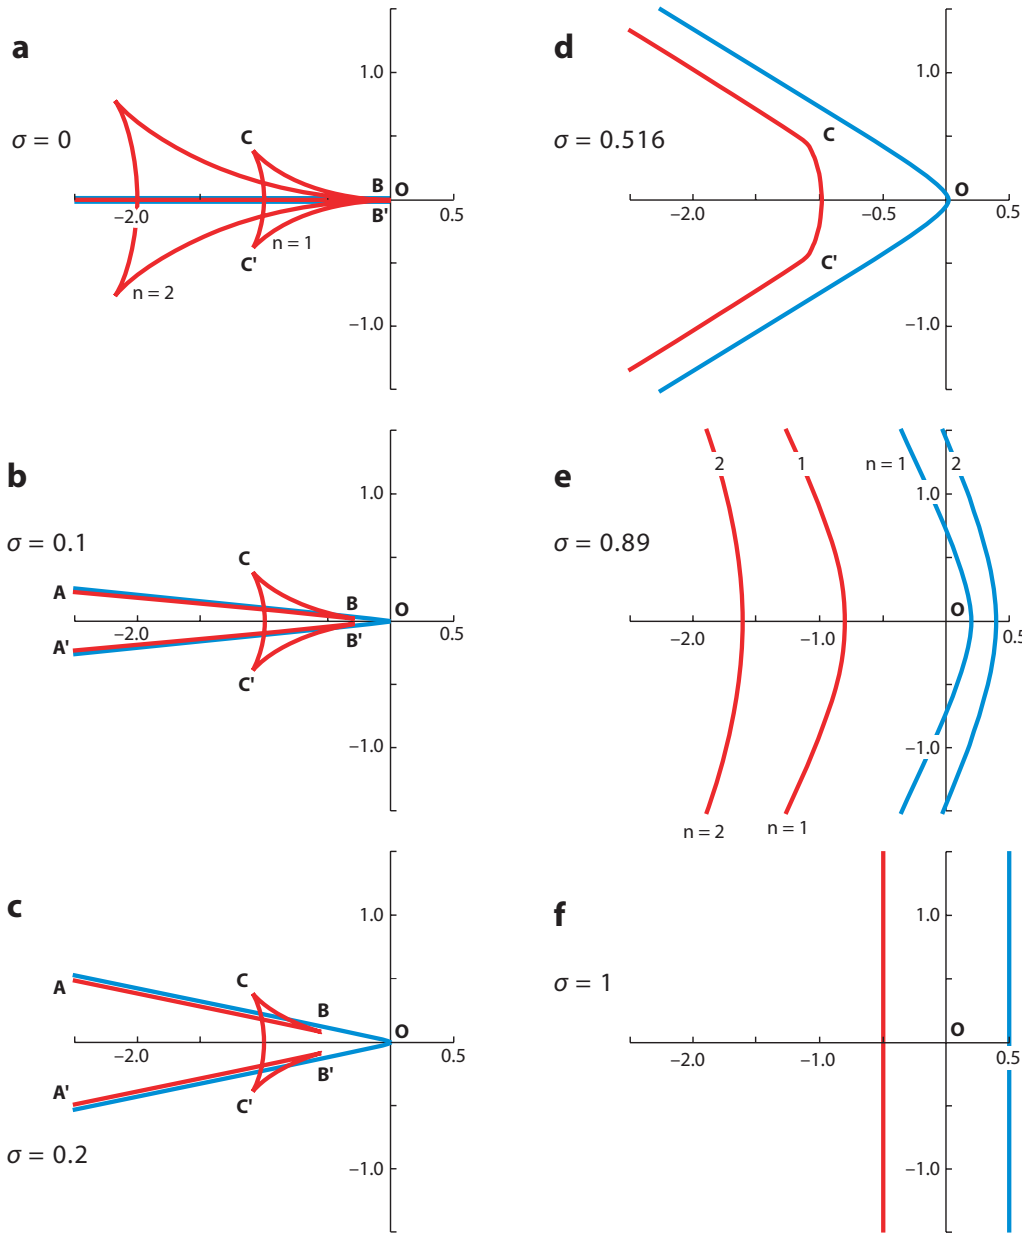 a
σ = 0
1.0
C
B
O
−2.0
B'
0.5
n = 1
C'
n = 2
−1.0
b
σ = 0.1
1.0
C
A
B
O
−2.0
B'
0.5
A'
C'
−1.0
c
1.0
C
A
B
O
−2.0
0.5
B'
A'
C'
σ = 0.2
−1.0
d
1.0
σ = 0.516
C
O
−2.0
−0.5
0.5
C'
−1.0
e
2
1
n = 1
2
1.0
σ = 0.89
O
−2.0
−1.0
0.5
−1.0
n = 2
n = 1
f
1.0
σ = 1
O
−2.0
−1.0
0.5
−1.0